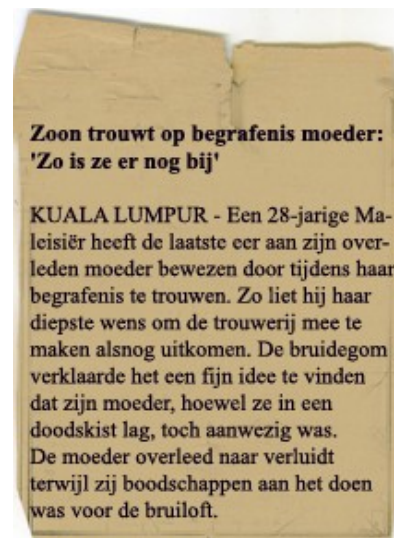 Zoon trouwt op begrafenis moeder:
'Zo is ze er nog bij'
KUALA LUMPUR - Een 28-jarige Ma-
leisiër heeft de laatste eer aan zijn over-
leden moeder bewezen door tijdens haar
begrafenis te trouwen. Zo liet hij haar
diepste wens om de trouwerij mee te
maken alsnog uitkomen. De bruidegom
verklaarde het een fijn idee te vinden
dat zijn moeder, hoewel ze in een
doodskist lag, toch aanwezig was.
De moeder overleed naar verluidt
terwijl zij boodschappen aan het doen
was voor de bruiloft.